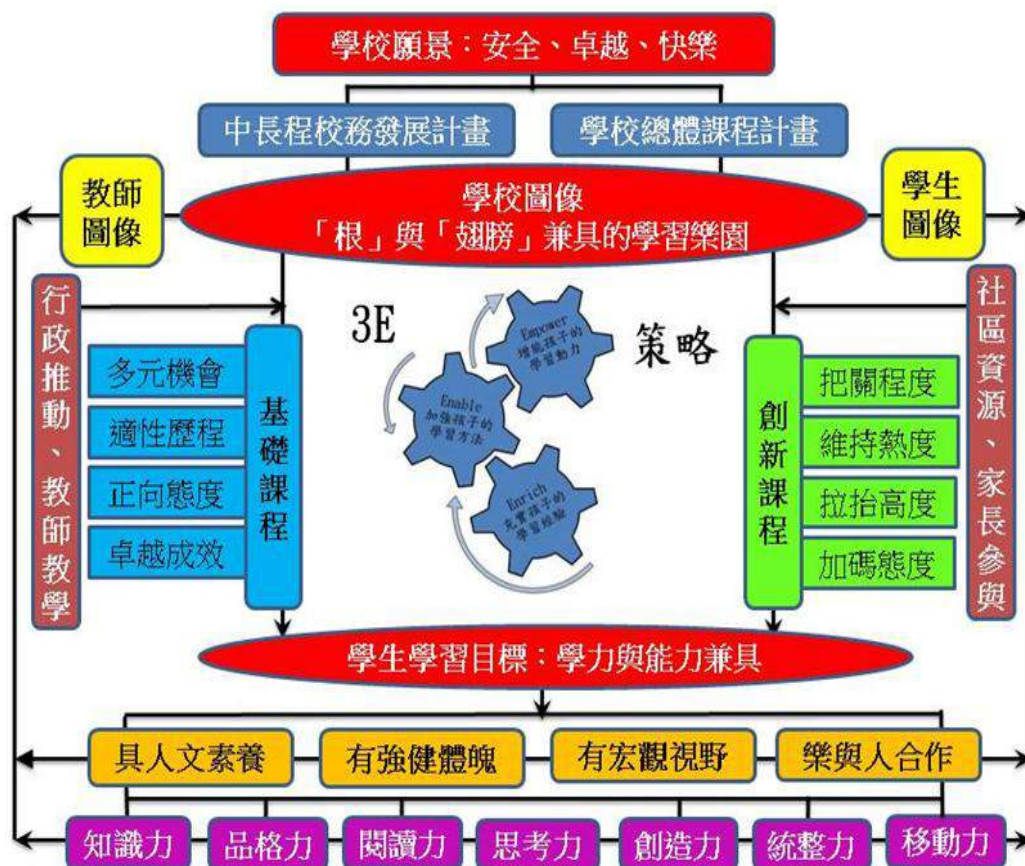 學校願景：安全、卓越、快樂
中長程校務發展計畫
學校總體課程計畫
教師
圖像
學校圖像
「根」與「翅膀」兼具的學習樂園
學生
圖像
行政推動、教師教學
3E
策略
社區資源、家長參與
Empower
增能孩子的
學習動力
Enable
加強孩子的
學習方法
Enrich
充實孩子的
學習經驗
基礎課程
多元機會
適性歷程
正向態度
卓越成效
創新課程
把關程度
維持熱度
拉抬高度
加碼態度
學生學習目標：學力與能力兼具
具人文素養
有強健體魄
有宏觀視野
樂與人合作
知識力
品格力
閱讀力
思考力
創造力
統整力
移動力